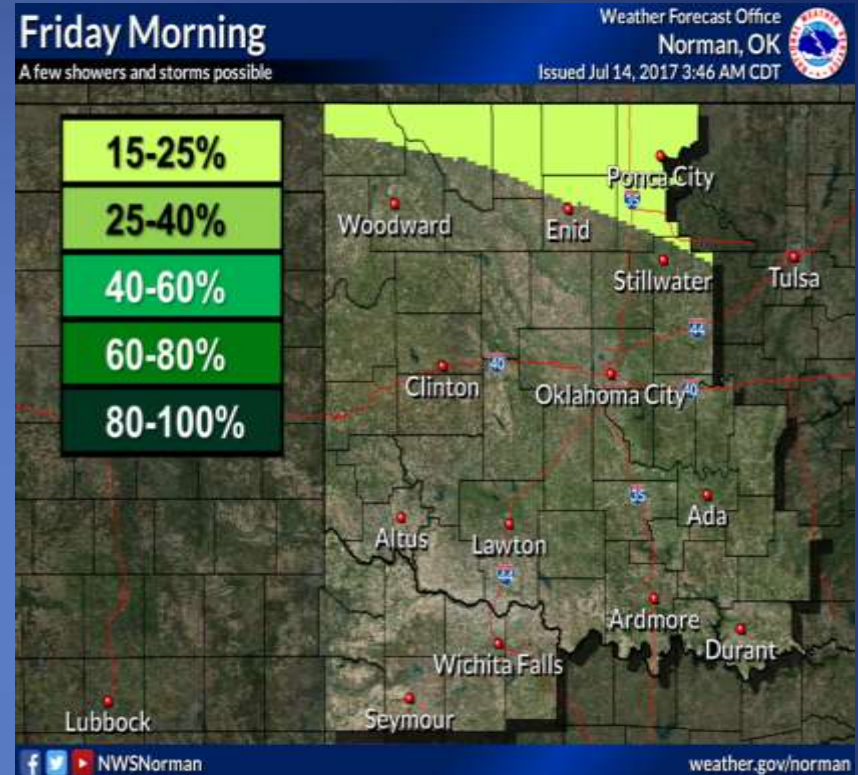 Friday Morning
A few showers and storms possible
Weather Forecast Office
Norman, OK
Issued Jul 14, 2017 3:46 AM CDT
15-25%
25-40%
40-60%
60-80%
80-100%
Ponca City
35
Woodward
Enid
Stillwater
Tulsa
44
40
Clinton
Oklahoma City
40
35
Ada
Altus
Lawton
44
Ardmore
Durant
Wichita Falls
Lubbock
Seymour
NWSNorman
weather.gov/norman